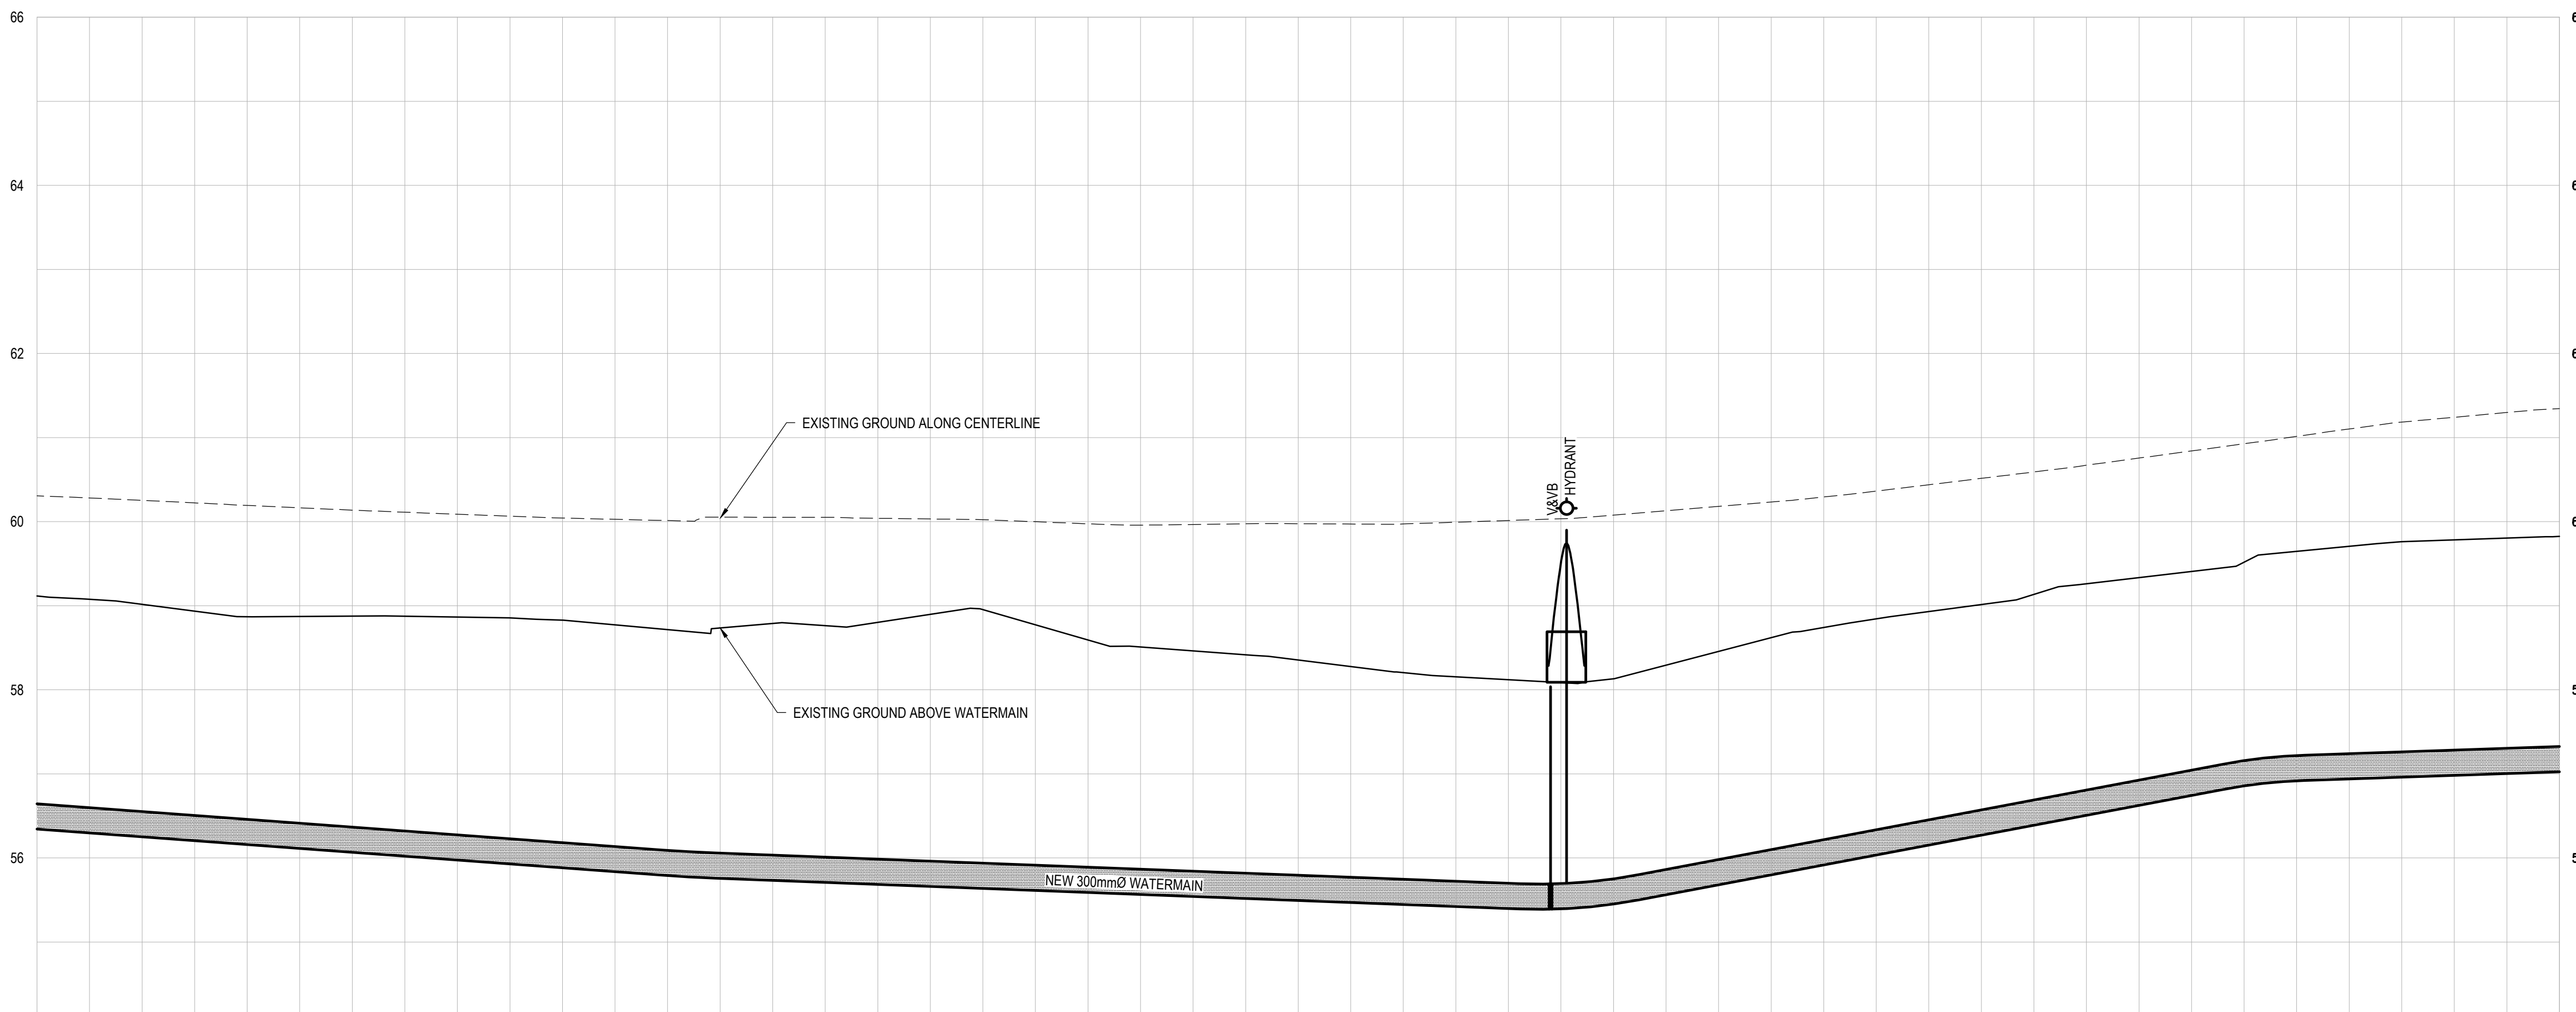 66
64
62
EXISTING GROUND ALONG CENTERLINE
V&VB
HYDRANT
60
58
EXISTING GROUND ABOVE WATERMAIN
56
NEW 300mmØ WATERMAIN